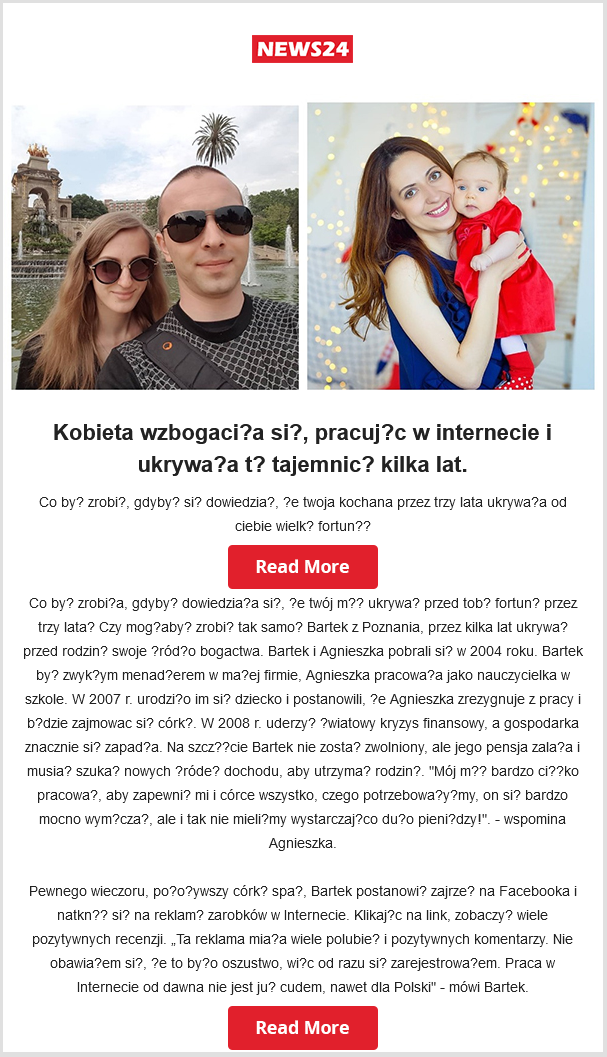 NEWS24
Kobieta wzbogaci?a si?, pracuj?c w internecie i
ukrywa?a t? tajemnic? kilka lat.
Co by? zrobi?, gdyby? si? dowiedzia?, ?e twoja kochana przez trzy lata ukrywa?a od
ciebie wielk? fortun??
Read More
Co by? zrobi?a, gdyby? dowiedzia?a si?, ?e twój m?? ukrywa? przed tob? fortun? przez
trzy lata? Czy mog?aby? zrobi? tak samo? Bartek z Poznania, przez kilka lat ukrywa?
przed rodzin? swoje ?ród?o bogactwa. Bartek i Agnieszka pobrali si? w 2004 roku. Bartek
by? zwyk?ym menad?erem w ma?ej firmie, Agnieszka pracowa?a jako nauczycielka w
szkole. W 2007 r. urodzi?o im si? dziecko i postanowili, ?e Agnieszka zrezygnuje z pracy i
b?dzie zajmowac si? córk?. W 2008 r. uderzy? ?wiatowy kryzys finansowy, a gospodarka
znacznie si? zapad?a. Na szcz??cie Bartek nie zosta? zwolniony, ale jego pensja zala?a i
musia? szuka? nowych ?róde? dochodu, aby utrzyma? rodzin?. "Mój m?? bardzo ci??ko
pracowa?, aby zapewni? mi i córce wszystko, czego potrzebowa?y?my, on si? bardzo
mocno wym?cza?, ale i tak nie mieli?my wystarczaj?co du?o pieni?dzy!". - wspomina
Agnieszka.
Pewnego wieczoru, po?o?ywszy córk? spa?, Bartek postanowi? zajrze? na Facebooka i
natkn?? si? na reklam? zarobków w Internecie. Klikaj?c na link, zobaczy? wiele
pozytywnych recenzji. „Ta reklama mia?a wiele polubie? i pozytywnych komentarzy. Nie
obawia?em si?, ?e to by?o oszustwo, wi?c od razu si? zarejestrowa?em. Praca w
Internecie od dawna nie jest ju? cudem, nawet dla Polski" - mówi Bartek.
Read More